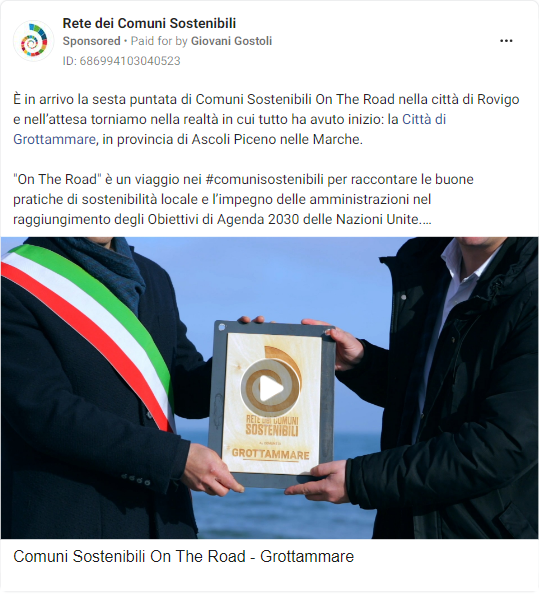 Rete dei Comuni Sostenibili
Sponsored • Paid for by Giovani Gostoli
ID: 686994103040523
È in arrivo la sesta puntata di Comuni Sostenibili On The Road nella città di Rovigo
e nell'attesa torniamo nella realtà in cui tutto ha avuto inizio: la Città di
Grottammare, in provincia di Ascoli Piceno nelle Marche.
"On The Road" è un viaggio nei #comunisostenibili per raccontare le buone
pratiche di sostenibilità locale e l'impegno delle amministrazioni nel
raggiungimento degli Obiettivi di Agenda 2030 delle Nazioni Unite....
RETE DEI COMUNI
SOSTENIBILI
GROTTAMMARE
Comuni Sostenibili On The Road - Grottammare